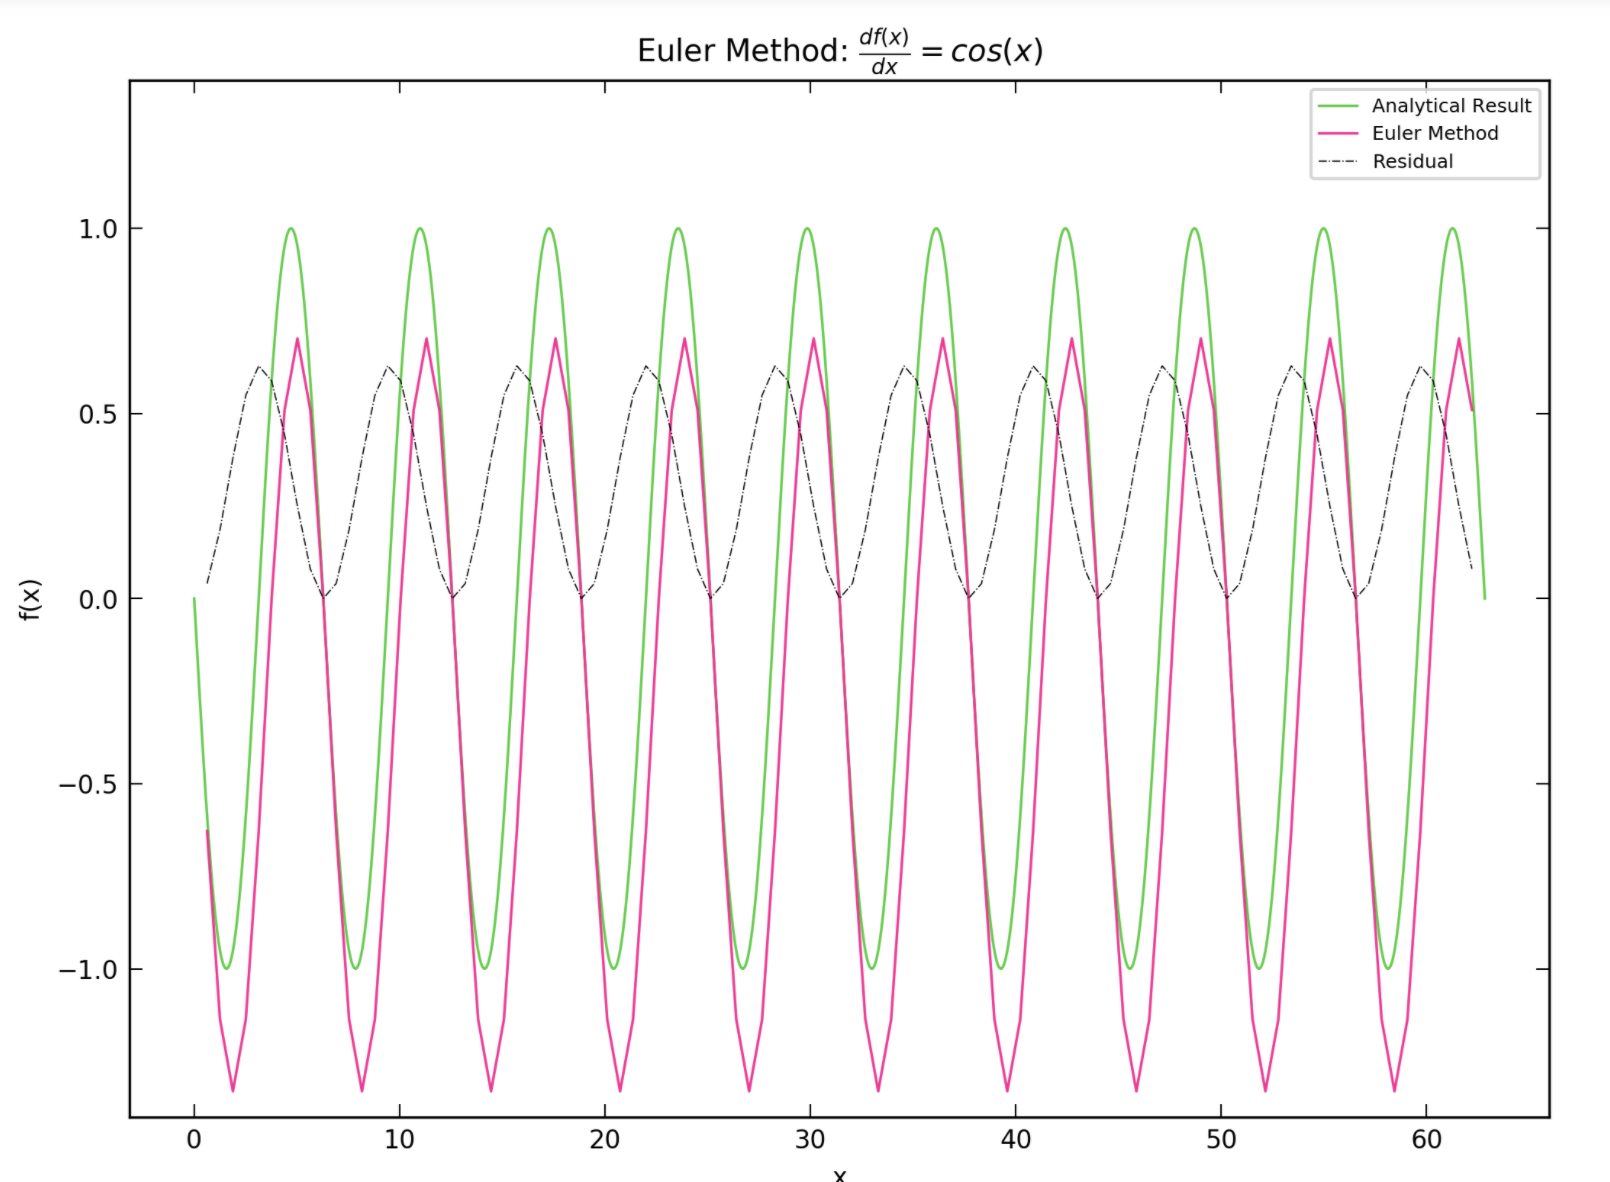 Euler Method: df(x)/dx = cos(x)
Analytical Result
Euler Method
Residual
1.0
0.5
0.0
−0.5
−1.0
f(x)
0 10 20 30 40 50 60
x